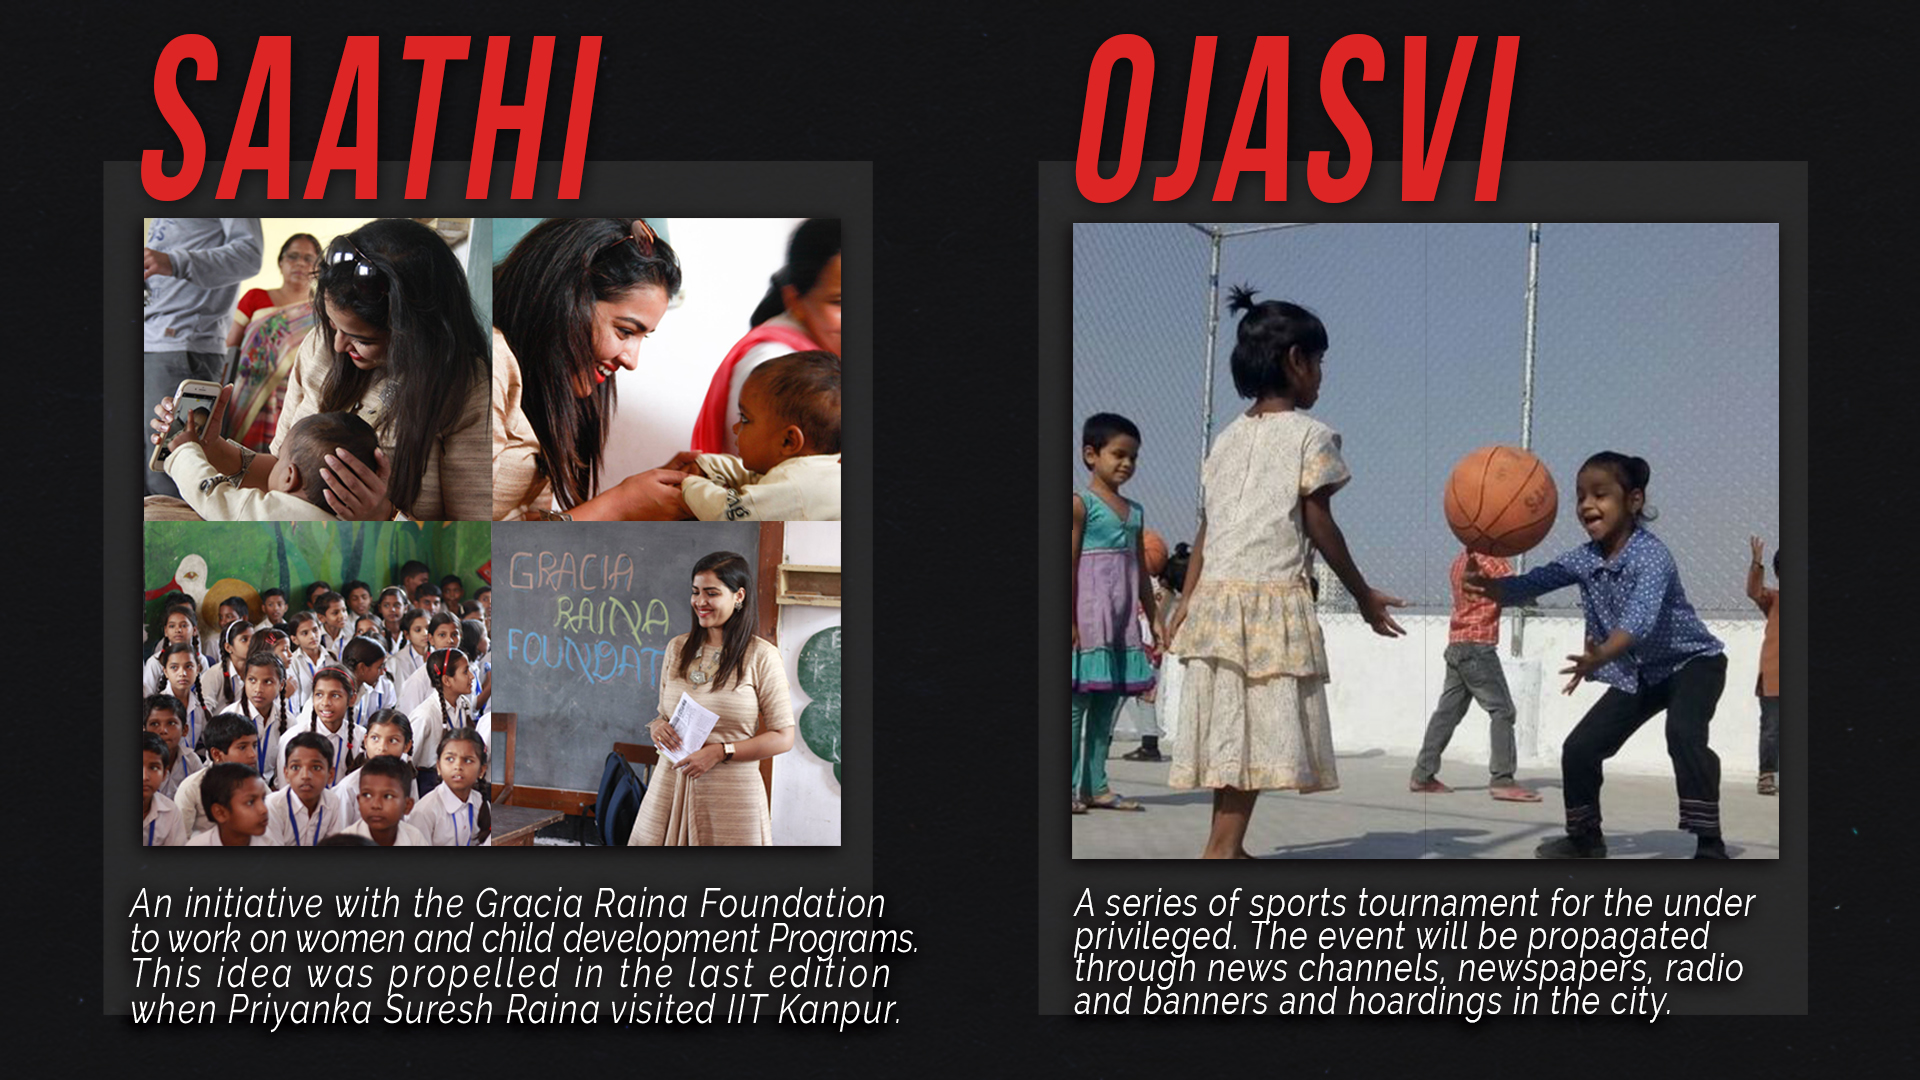 SAATHI
GRACIA
RAINA
FOUNDAT
An initiative with the Gracia Raina Foundation
to work on women and child development Programs.
This idea was propelled in the last edition
when Priyanka Suresh Raina visited IIT Kanpur.
OJASVI
A series of sports tournament for the under
privileged. The event will be propagated
through news channels, newspapers, radio
and banners and hoardings in the city.